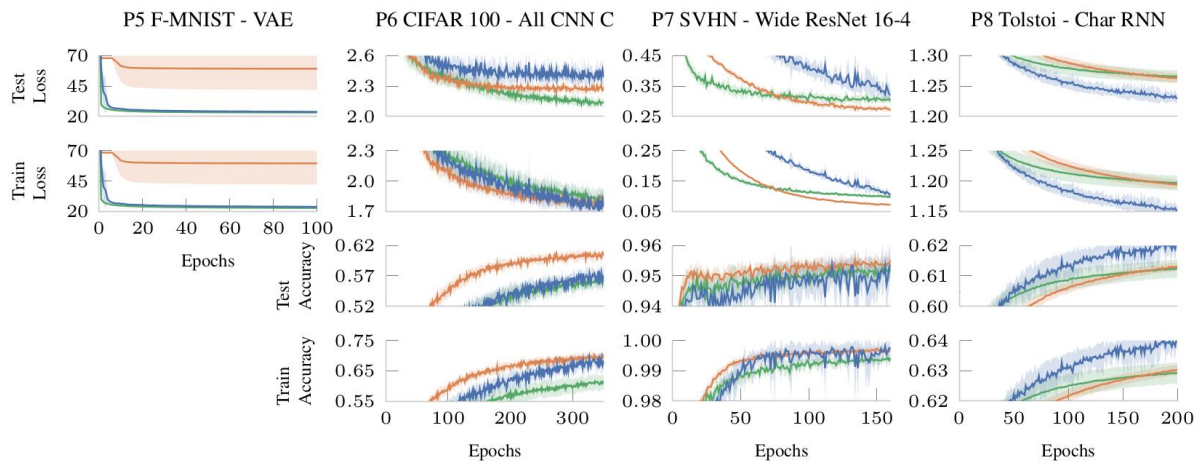 P5 F-MNIST - VAE P6 CIFAR 100 - All CNN C P7 SVHN - Wide ResNet 16-4 P8 Tolstoi - Char RNN
Test Loss
70 2.6 0.45 1.30
45 2.3 0.35 1.25
20 2.0 0.25 1.20
Train Loss
70 2.3 0.25 1.25
45 2.0 0.15 1.20
20 1.7 0.05 1.15
0 20 40 60 80 100
Epochs
Test Accuracy
0.62 0.96 0.62
0.57 0.95 0.61
0.52 0.94 0.60
Train Accuracy
0.75 1.00 0.64
0.65 0.99 0.63
0.55 0.98 0.62
0 100 200 300 0 50 100 150 0 50 100 150 200
Epochs Epochs Epochs